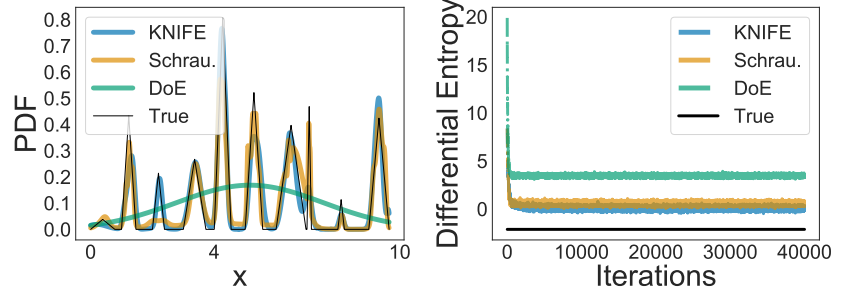 PDF
0.8
0.7
0.6
0.5
0.4
0.3
0.2
0.1
0.0
KNIFE
Schrau.
DoE
True
0
4
10
x
Differential Entropy
20
15
10
5
0
KNIFE
Schrau.
DoE
True
0
10000
20000
30000
40000
Iterations